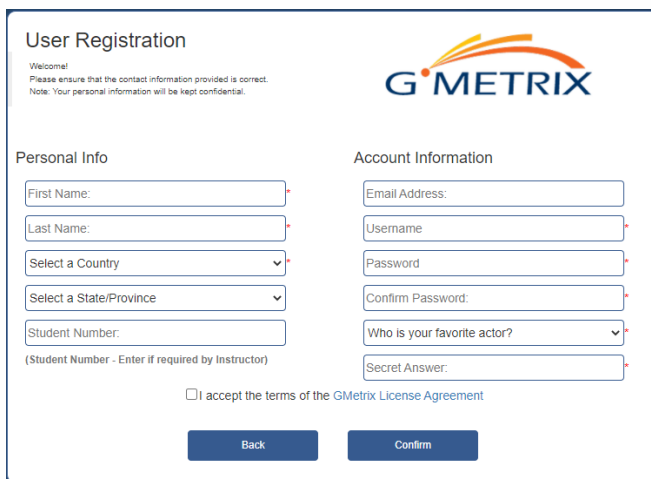 User Registration
Welcome!
Please ensure that the contact information provided is correct.
Note: Your personal information will be kept confidential.
G METRIX
Personal Info
First Name:
*
Last Name:
*
Select a Country
*
Select a State/Province
Student Number:
(Student Number - Enter if required by Instructor)
Account Information
Email Address:
Username
*
Password
*
Confirm Password:
*
Who is your favorite actor?
*
Secret Answer:
*
I accept the terms of the GMetrix License Agreement
Back
Confirm